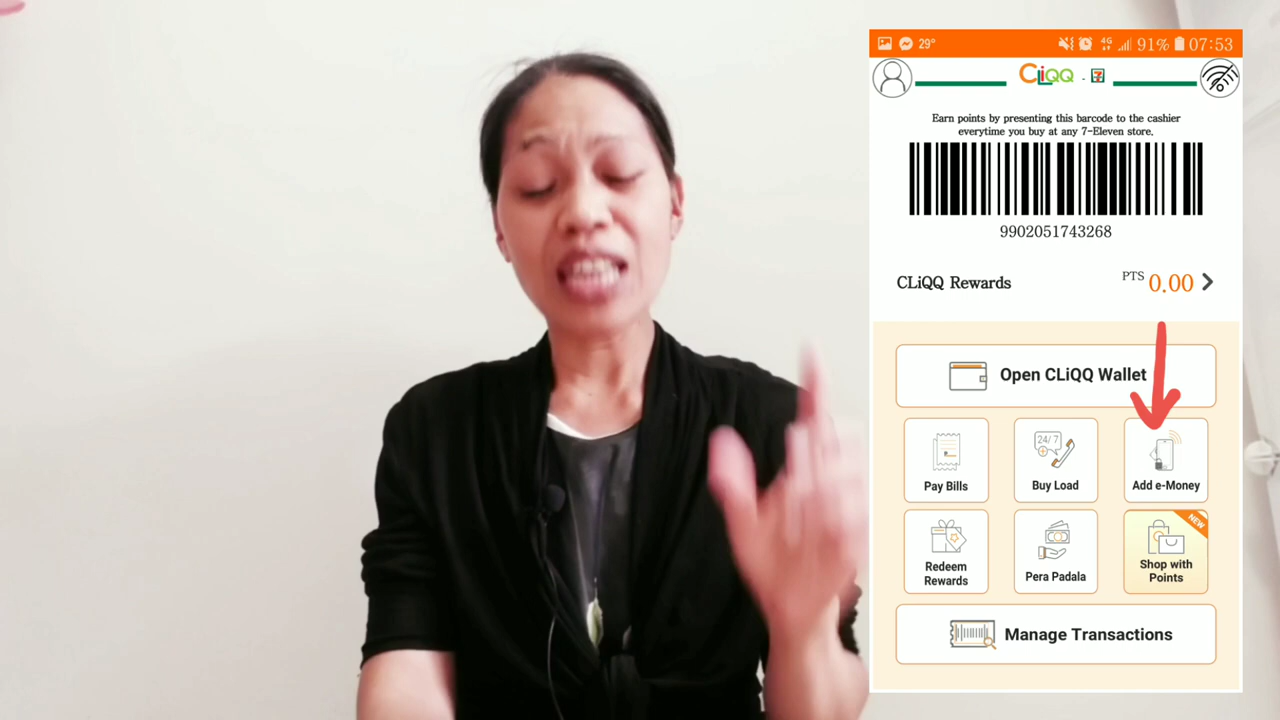 29° 4G 91% 07:53
CLiQQ - 7
Earn points by presenting this barcode to the cashier
everytime you buy at any 7-Eleven store.
9902051743268
CLiQQ Rewards PTS 0.00
Open CLiQQ Wallet
24/7
Pay Bills Buy Load Add e-Money
NEW
Redeem
Rewards
Pera Padala
Shop with
Points
Manage Transactions